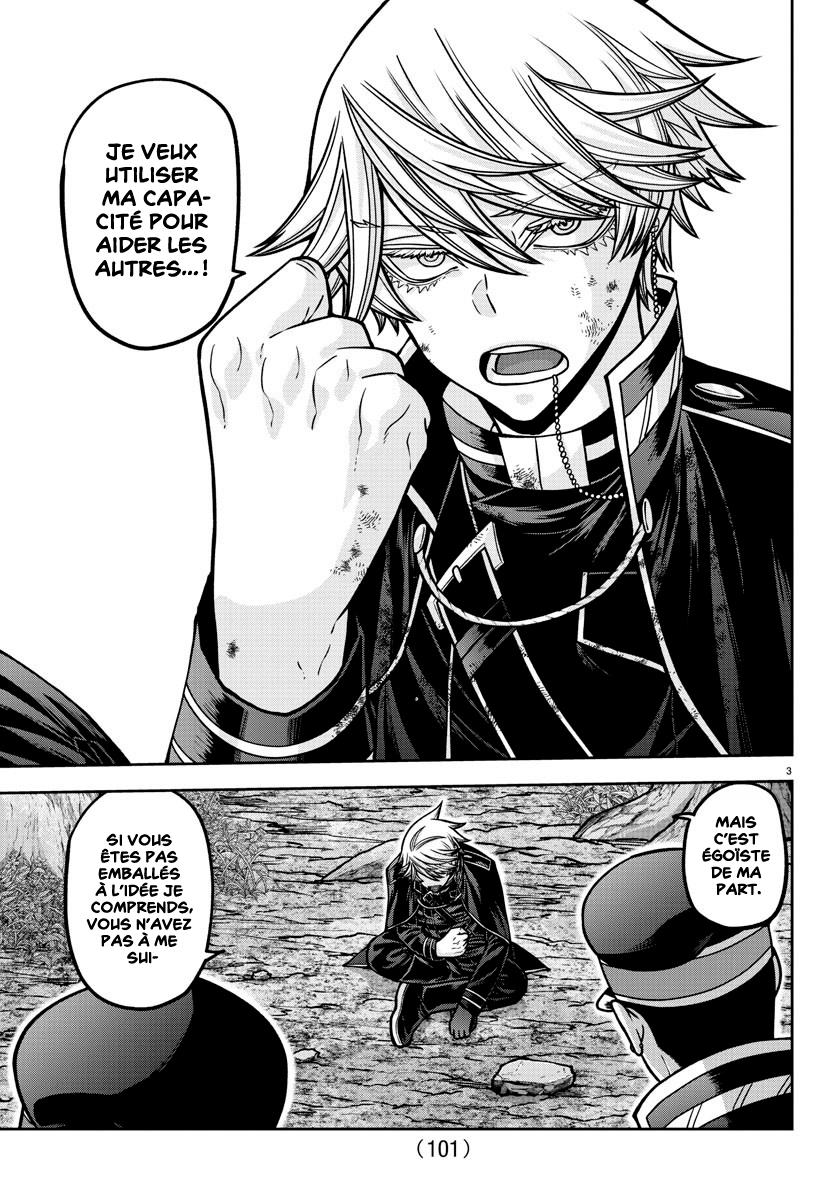 JE VEUX
UTILISER
MA CAPA-
CITÉ POUR
AIDER LES
AUTRES...!
3
MAIS
C'EST
ÉGOÏSTE
DE MA
PART.
SI VOUS
ÊTES PAS
EMBALLÉS
À L'IDÉE JE
COMPRENDS,
VOUS N'AVEZ
PAS À ME
SUI-
(101)